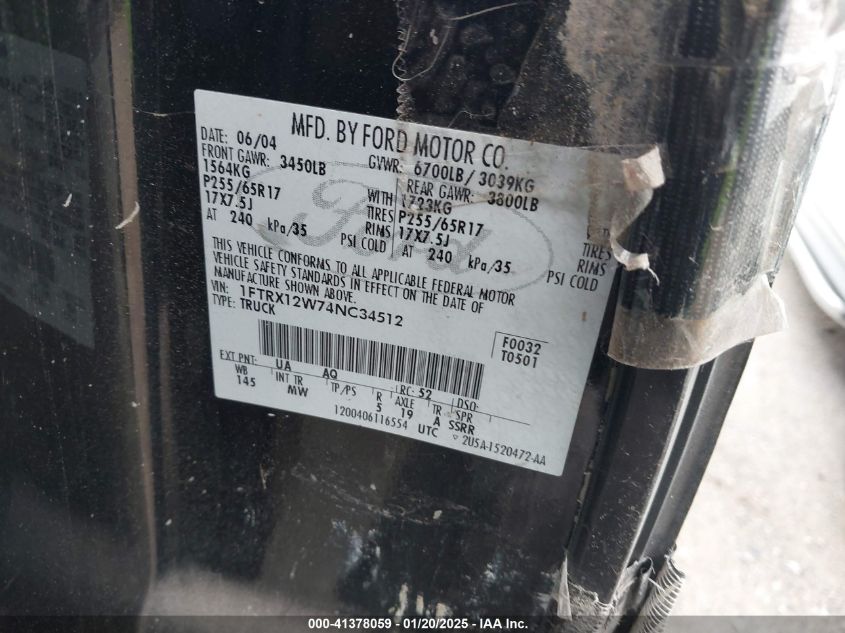 MFD. BY FORD MOTOR CO.
DATE: 06/04 GVWR: 6700LB/ 3039KG
FRONT GAWR: 3450LB REAR GAWR: 3800LB
1564KG WITH 1723KG
P255/65R17 TIRES P255/65R17 TIRES
17X7.5J RIMS 17X7.5J RIMS
AT 240 kPa/35 PSI COLD AT 240 kPa/35 PSI COLD
THIS VEHICLE CONFORMS TO ALL APPLICABLE FEDERAL MOTOR
VEHICLE SAFETY STANDARDS IN EFFECT ON THE DATE OF
MANUFACTURE SHOWN ABOVE.
VIN: 1FTRX12W74NC34512
TYPE: TRUCK
F0032
T0501
EXT PNT: UA AQ RC: 52 DSO:
WB INT TR TP/PS R AXLE TR SPR
145 MW 5 19 A SSRR
1200406116554 UTC 2U5A-1520472-AA
Ford
000-41378059 - 01/20/2025 - IAA Inc.